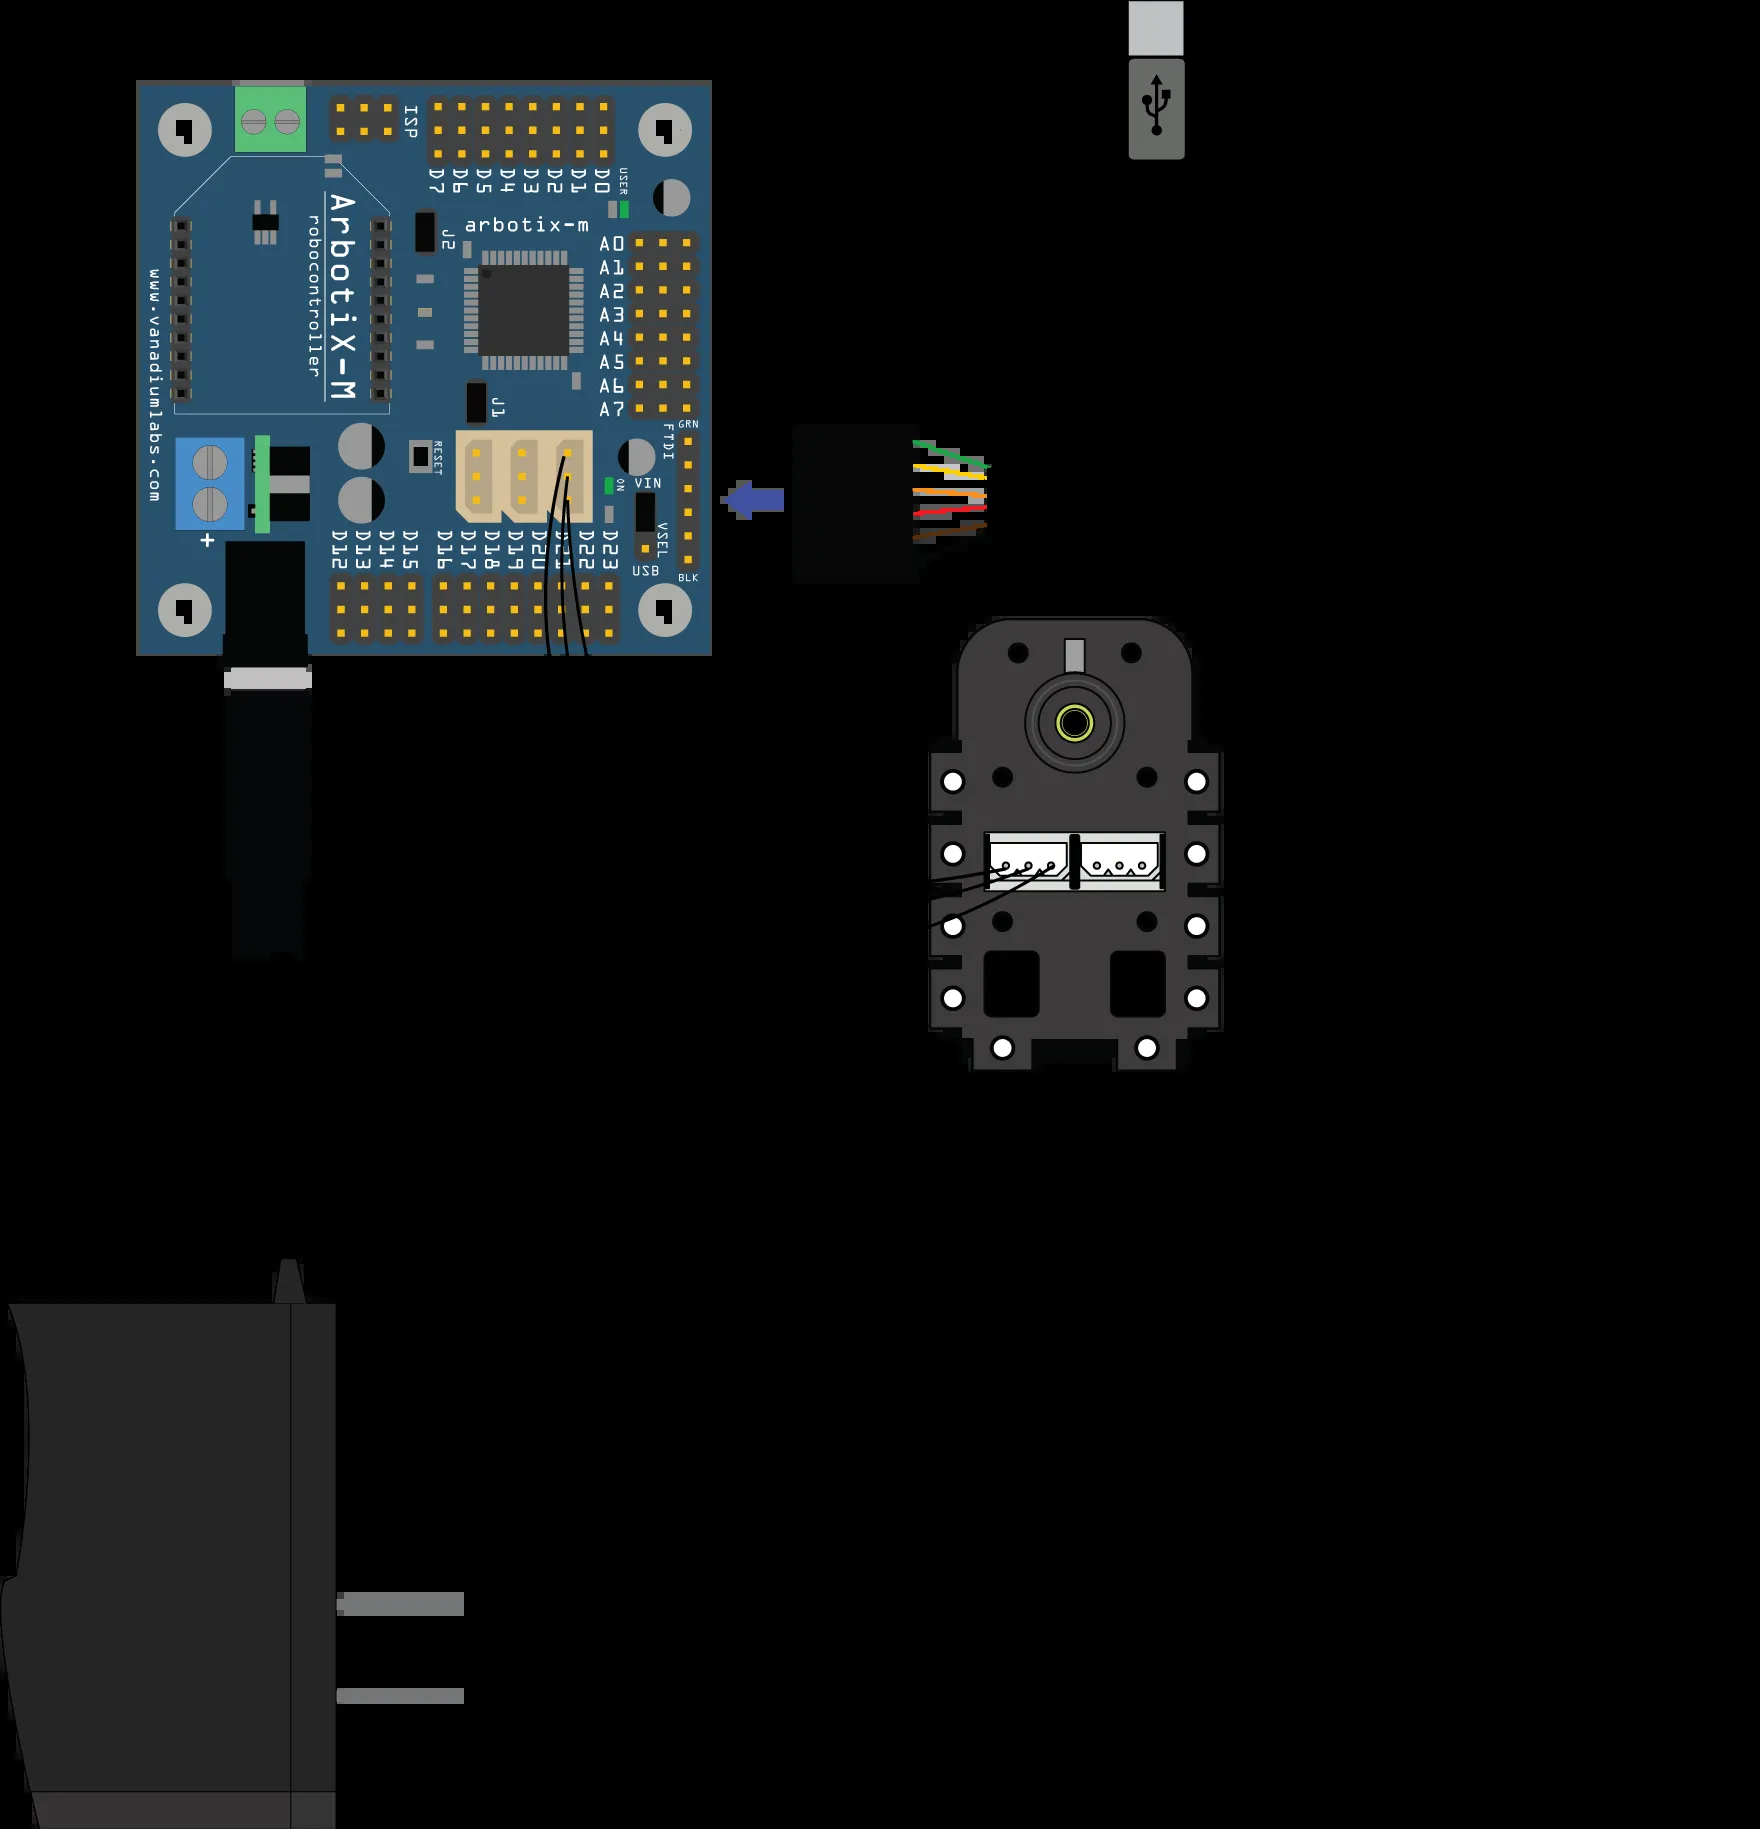 ISP
D7 D6 D5 D4 D3 D2 D1 D0
USER
ArbotiX-M
robocontroller
www.vanadiumlabs.com
J2
arbotix-m
A0
A1
A2
A3
A4
A5
A6
A7
J1
GRN
FTDI
RESET
ON
VIN
VSEL
USB
BLK
+
D12 D13 D14 D15 D16 D17 D18 D19 D20 D21 D22 D23